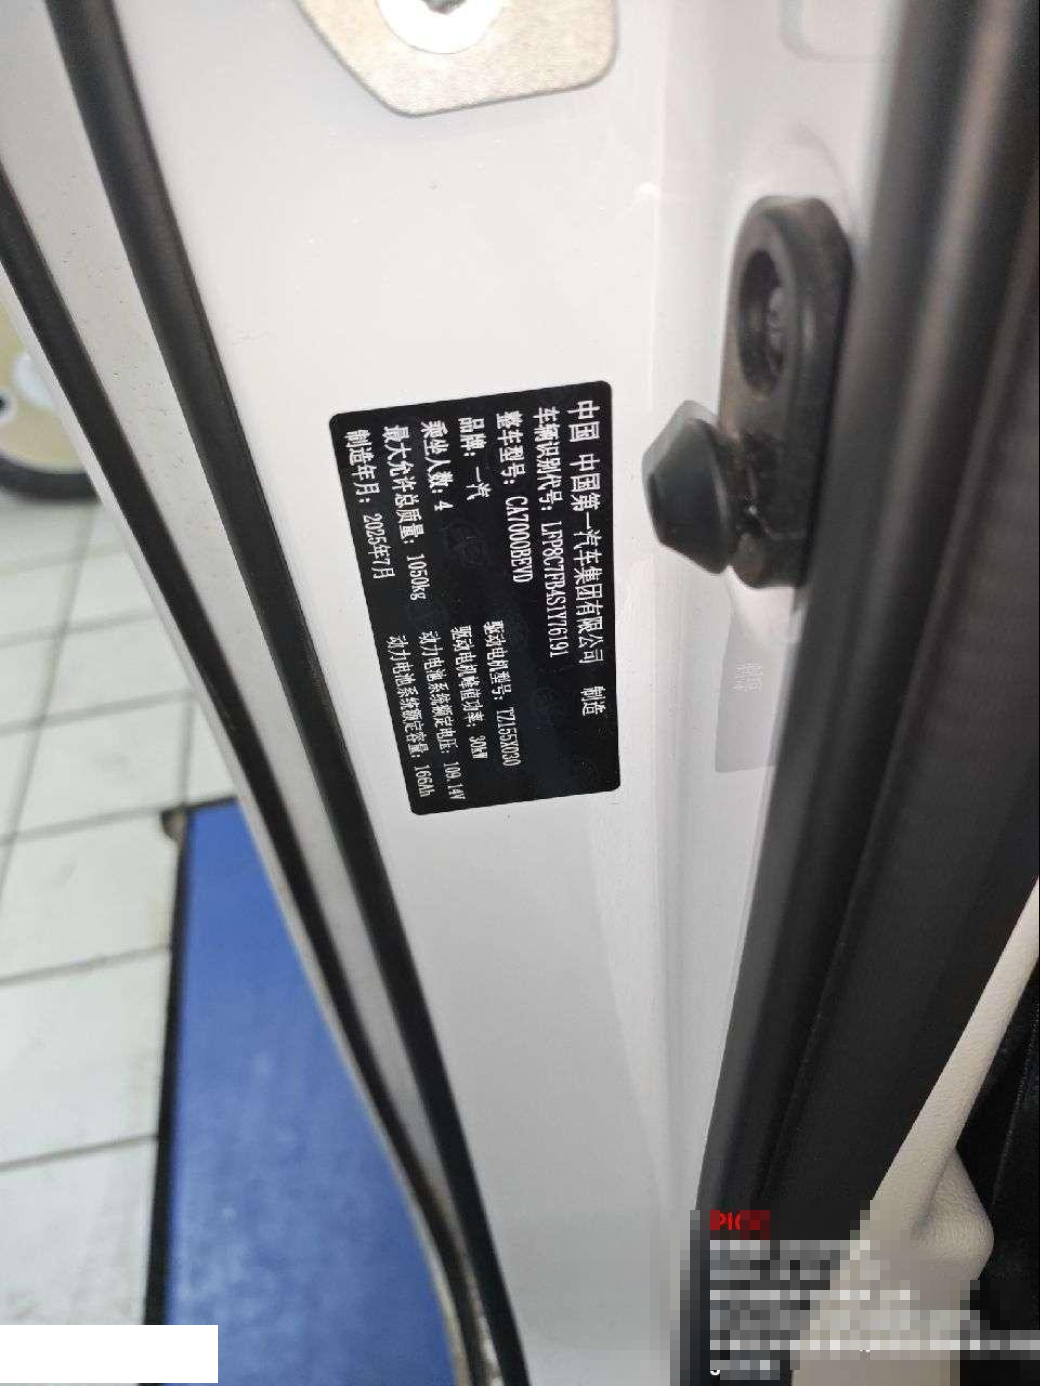 中国 中国第一汽车集团有限公司 制造
车辆识别代号: LFP8C7FB4S1Y76191
整车型号: CA7000BEVD
驱动电机型号: TZ155X030
品牌: 一汽
驱动电机峰值功率: 30kW
乘坐人数: 4
动力电池系统额定电压: 109.14V
最大允许总质量: 1050kg
动力电池系统额定容量: 166Ah
制造年月: 2025年7月